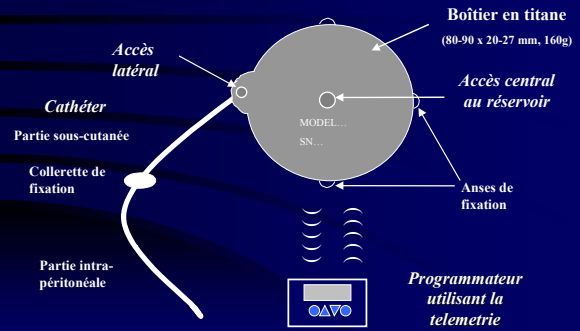 Boîtier en titane
(80-90 x 20-27 mm, 160g)
Accès
latéral
Accès central
au réservoir
Cathéter
Partie sous-cutanée
MODEL…
SN…
Collerette de
fixation
Anses de
fixation
Partie intra-
péritonéale
Programmateur
utilisant la
telemetrie